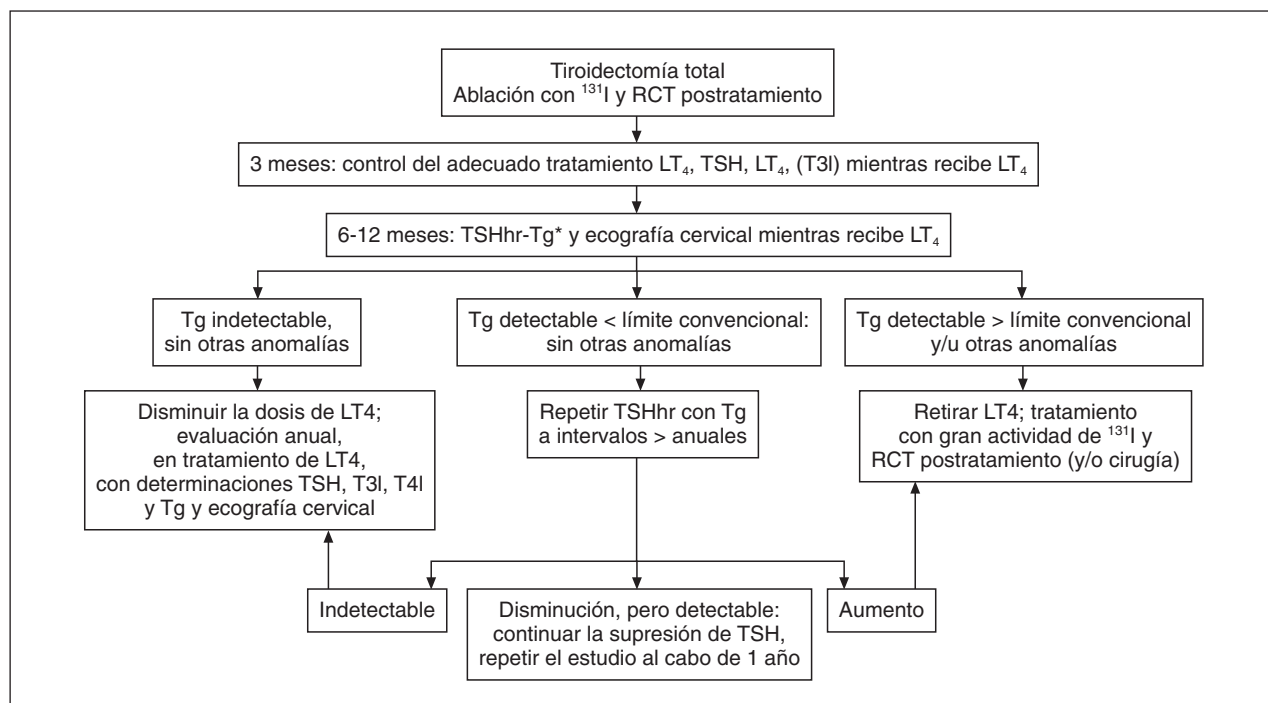 Tiroidectomía total
Ablación con ¹³¹I y RCT postratamiento
3 meses: control del adecuado tratamiento LT₄, TSH, LT₄, (T3l) mientras recibe LT₄
6-12 meses: TSHhr-Tg* y ecografía cervical mientras recibe LT₄
Tg indetectable,
sin otras anomalías
Tg detectable < límite convencional:
sin otras anomalías
Tg detectable > límite convencional
y/u otras anomalías
Disminuir la dosis de LT4;
evaluación anual,
en tratamiento de LT4,
con determinaciones TSH, T3l, T4l
y Tg y ecografía cervical
Repetir TSHhr con Tg
a intervalos > anuales
Retirar LT4; tratamiento
con gran actividad de ¹³¹I y
RCT postratamiento (y/o cirugía)
Indetectable
Disminución, pero detectable:
continuar la supresión de TSH,
repetir el estudio al cabo de 1 año
Aumento